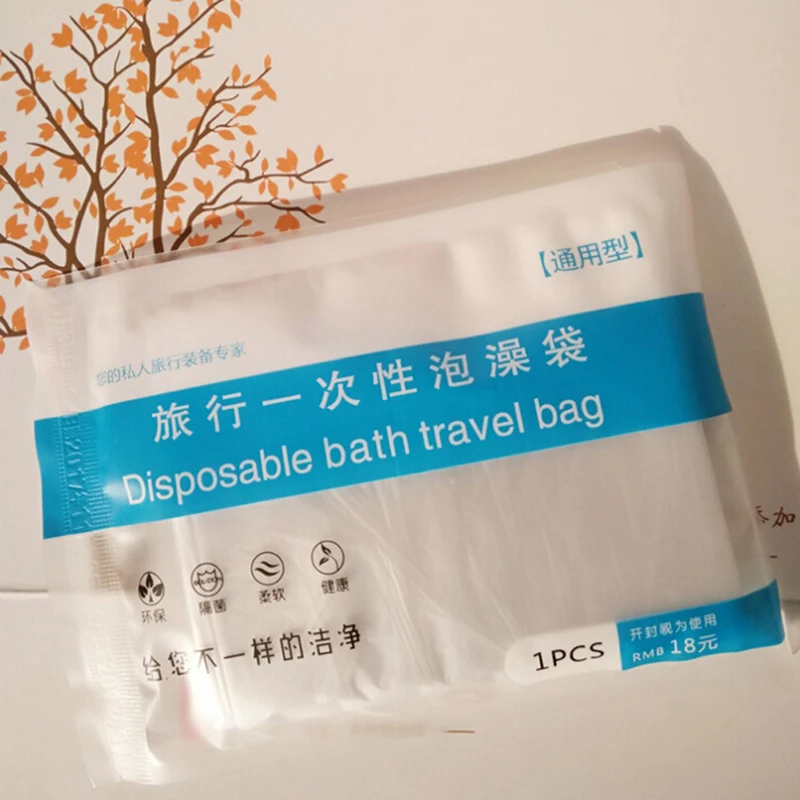 【通用型】
您的私人旅行装备专家
旅行一次性泡澡袋
Disposable bath travel bag
环保 隔菌 柔软 健康
给您不一样的洁净
1PCS
开封视为使用
RMB 18元
添加